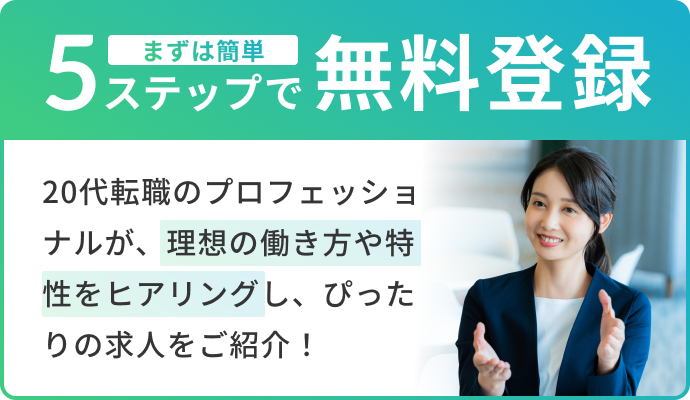 まずは簡単
5ステップで無料登録
20代転職のプロフェッショ
ナルが、理想の働き方や特
性をヒアリングし、ぴった
りの求人をご紹介！